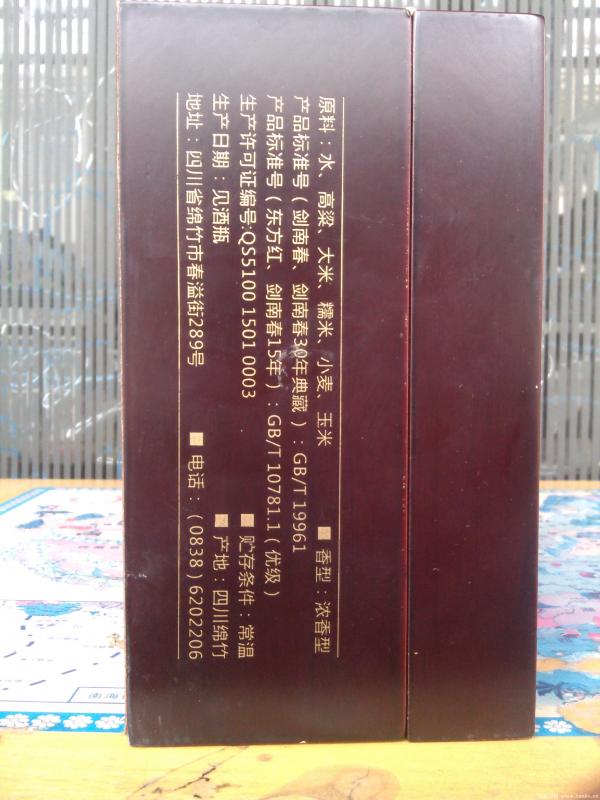 原料：水、高粱、大米、糯米、小麦、玉米 ■ 香型：浓香型
产品标准号（剑南春、剑南春30年典藏）：GB/T19961
产品标准号（东方红、剑南春15年）：GB/T10781.1（优级）
生产许可证编号:QS5100 1501 0003 ■ 贮存条件：常温
生产日期：见酒瓶 ■ 产地：四川绵竹
地址：四川省绵竹市春溢街289号 ■ 电话：（0838）6202206